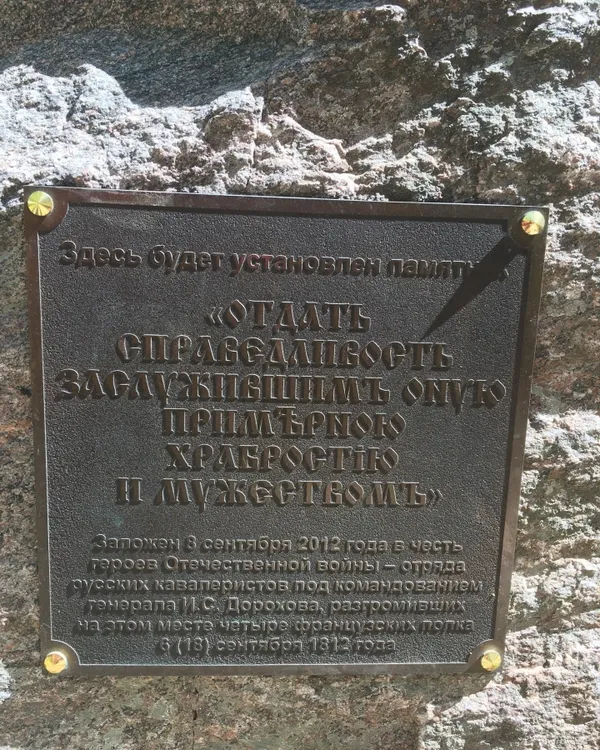 Здесь будет установлен памятник
«ОТДАТЬ
СПРАВЕДЛИВОСТЬ
ЗАСЛУЖИВШИМЪ ОНУЮ
ПРИМѢРНОЮ
ХРАБРОСТІЮ
И МУЖЕСТВОМЪ»
Заложен 8 сентября 2012 года в честь
героев Отечественной войны – отряда
русских кавалеристов под командованием
генерала И.С. Дорохова, разгромивших
на этом месте четыре французских полка
6 (18) сентября 1812 года